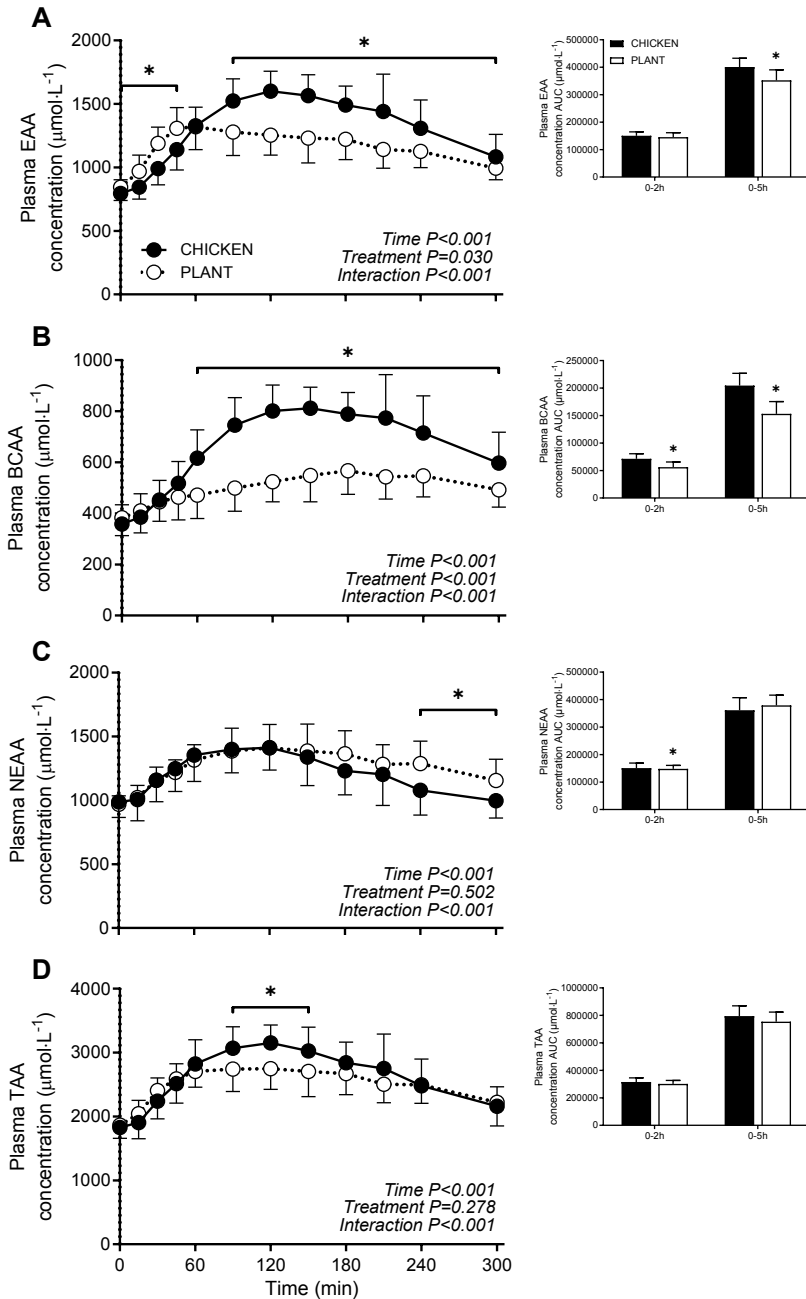 A
Plasma EAA
concentration (μmol·L⁻¹)
2000
1500
1000
500
0
*
*
CHICKEN
PLANT
Time P<0.001
Treatment P=0.030
Interaction P<0.001
Plasma EAA
concentration AUC (μmol·L⁻¹)
500000
400000
300000
200000
100000
0
CHICKEN
PLANT
*
0-2h
0-5h
B
Plasma BCAA
concentration (μmol·L⁻¹)
1000
800
600
400
200
0
*
Time P<0.001
Treatment P<0.001
Interaction P<0.001
Plasma BCAA
concentration AUC (μmol·L⁻¹)
250000
200000
150000
100000
50000
0
*
*
0-2h
0-5h
C
Plasma NEAA
concentration (μmol·L⁻¹)
2000
1500
1000
500
0
*
Time P<0.001
Treatment P=0.502
Interaction P<0.001
Plasma NEAA
concentration AUC (μmol·L⁻¹)
500000
400000
300000
200000
100000
0
*
0-2h
0-5h
D
Plasma TAA
concentration (μmol·L⁻¹)
4000
3000
2000
1000
0
*
Time P<0.001
Treatment P=0.278
Interaction P<0.001
0
60
120
180
240
300
Time (min)
Plasma TAA
concentration AUC (μmol·L⁻¹)
1000000
800000
600000
400000
200000
0
0-2h
0-5h